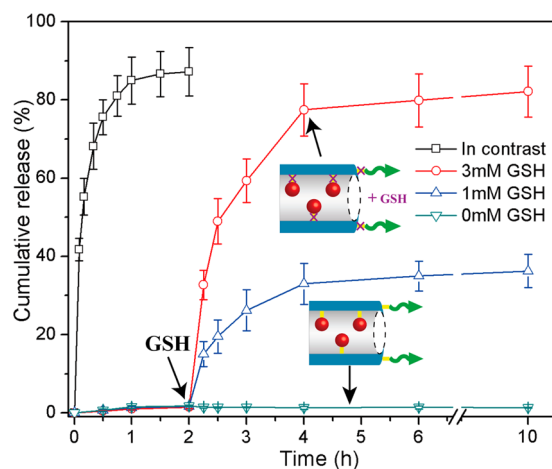 100
80
60
40
20
0
Cumulative release (%)
In contrast
3mM GSH
1mM GSH
0mM GSH
+ GSH
GSH
0 1 2 3 4 5 6 10
Time (h)